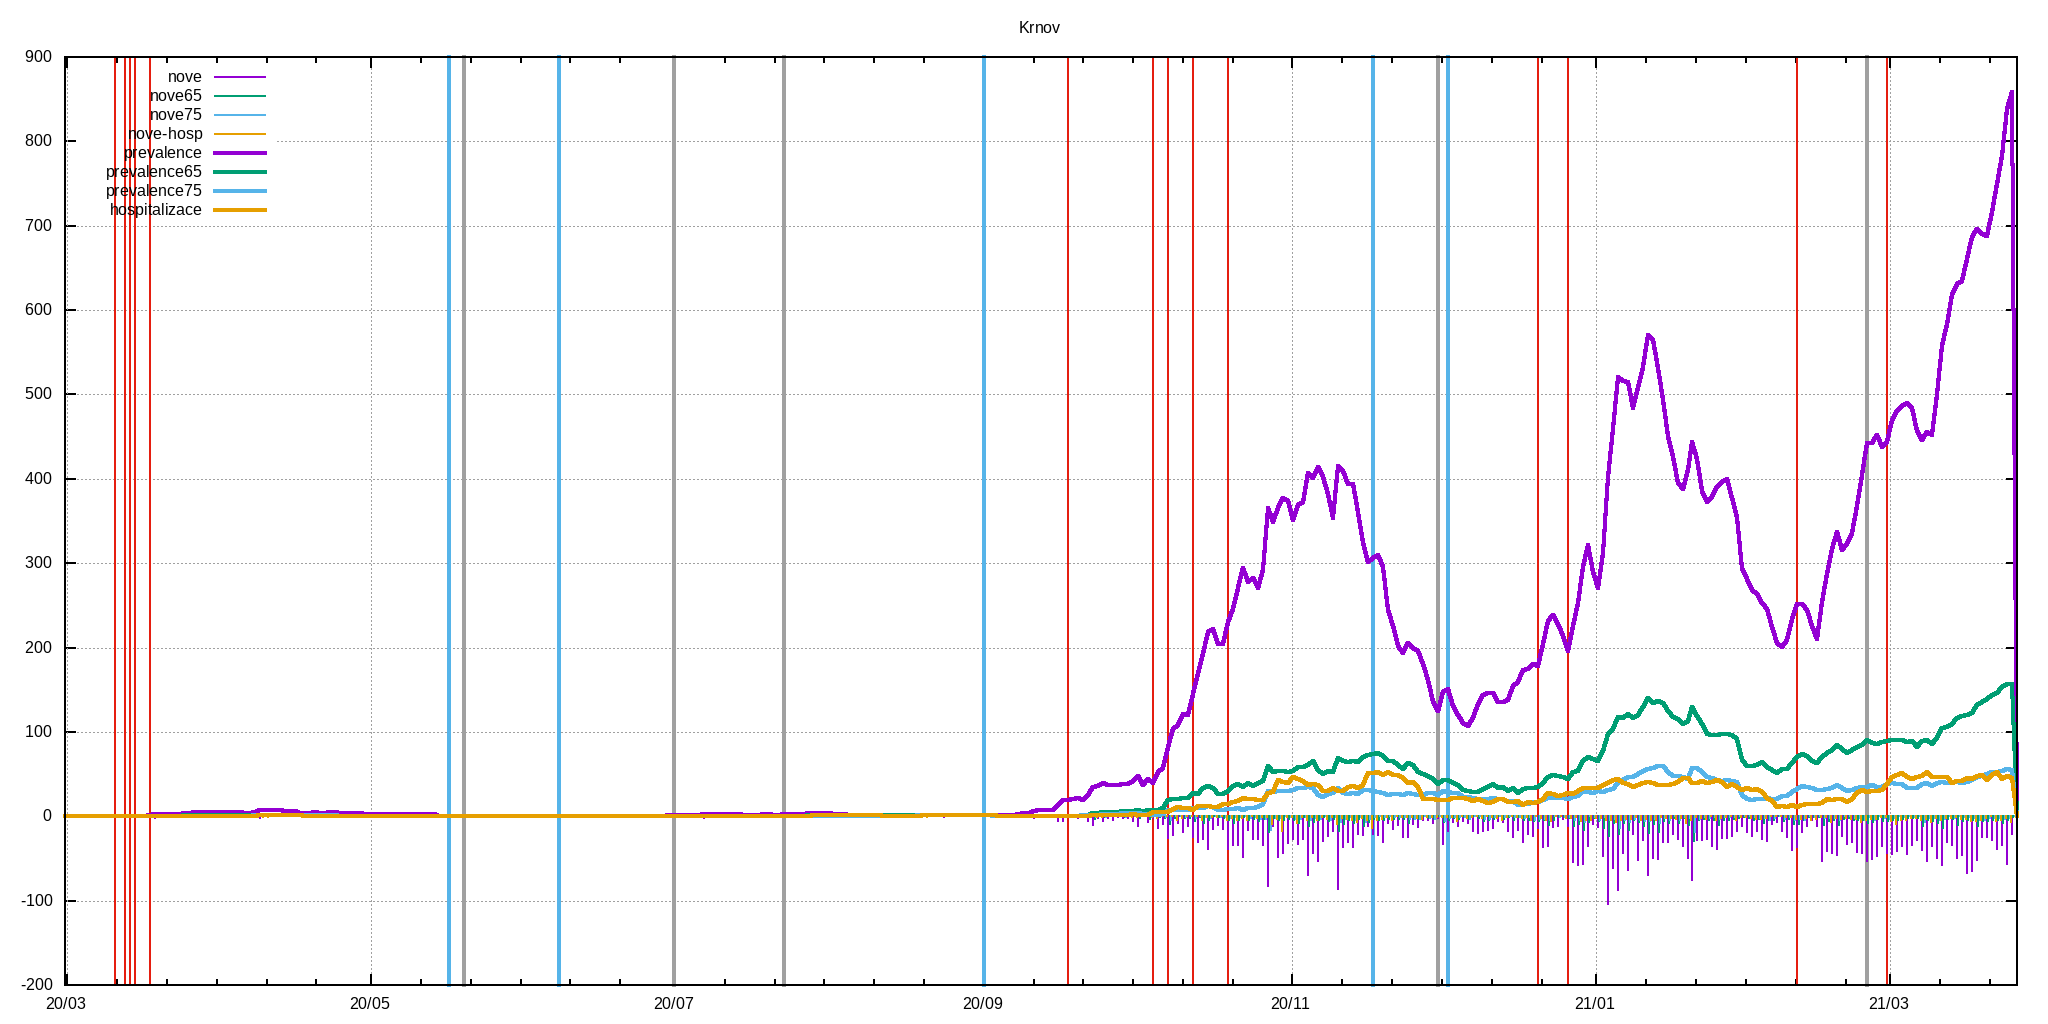 Krnov
900
800
700
600
500
400
300
200
100
0
-100
-200
nove
nove65
nove75
nove-hosp
prevalence
prevalence65
prevalence75
hospitalizace
20/03 20/05 20/07 20/09 20/11 21/01 21/03